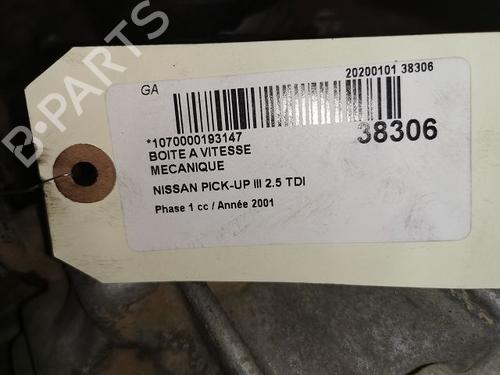 GA
20200101 38306
*1070000193147
38306
BOITE A VITESSE
MECANIQUE
NISSAN PICK-UP III 2.5 TDI
Phase 1 cc / Année 2001
B-PARTS